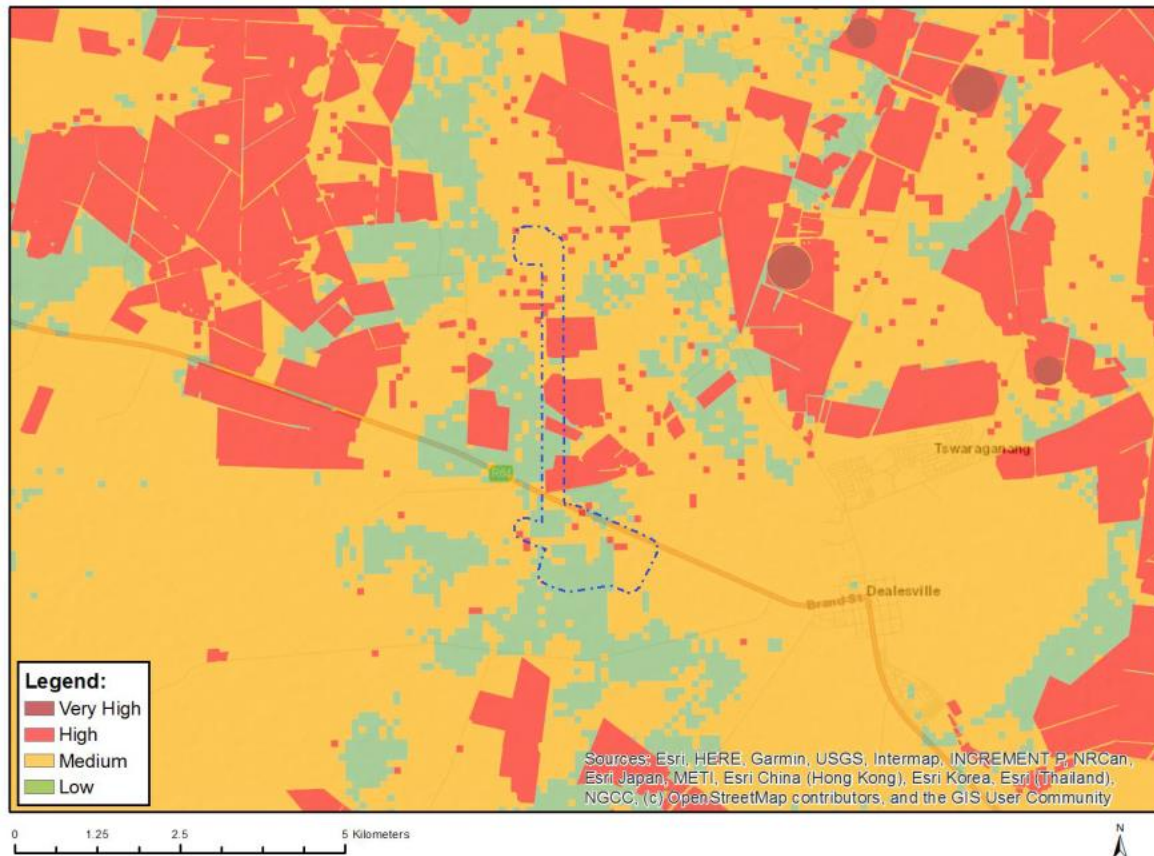 Tswaraganang
R64
Brand St
Dealesville
Legend:
Very High
High
Medium
Low
Sources: Esri, HERE, Garmin, USGS, Intermap, INCREMENT P, NRCan,
Esri Japan, METI, Esri China (Hong Kong), Esri Korea, Esri (Thailand),
NGCC, (c) OpenStreetMap contributors, and the GIS User Community
0 1.25 2.5 5 Kilometers
N